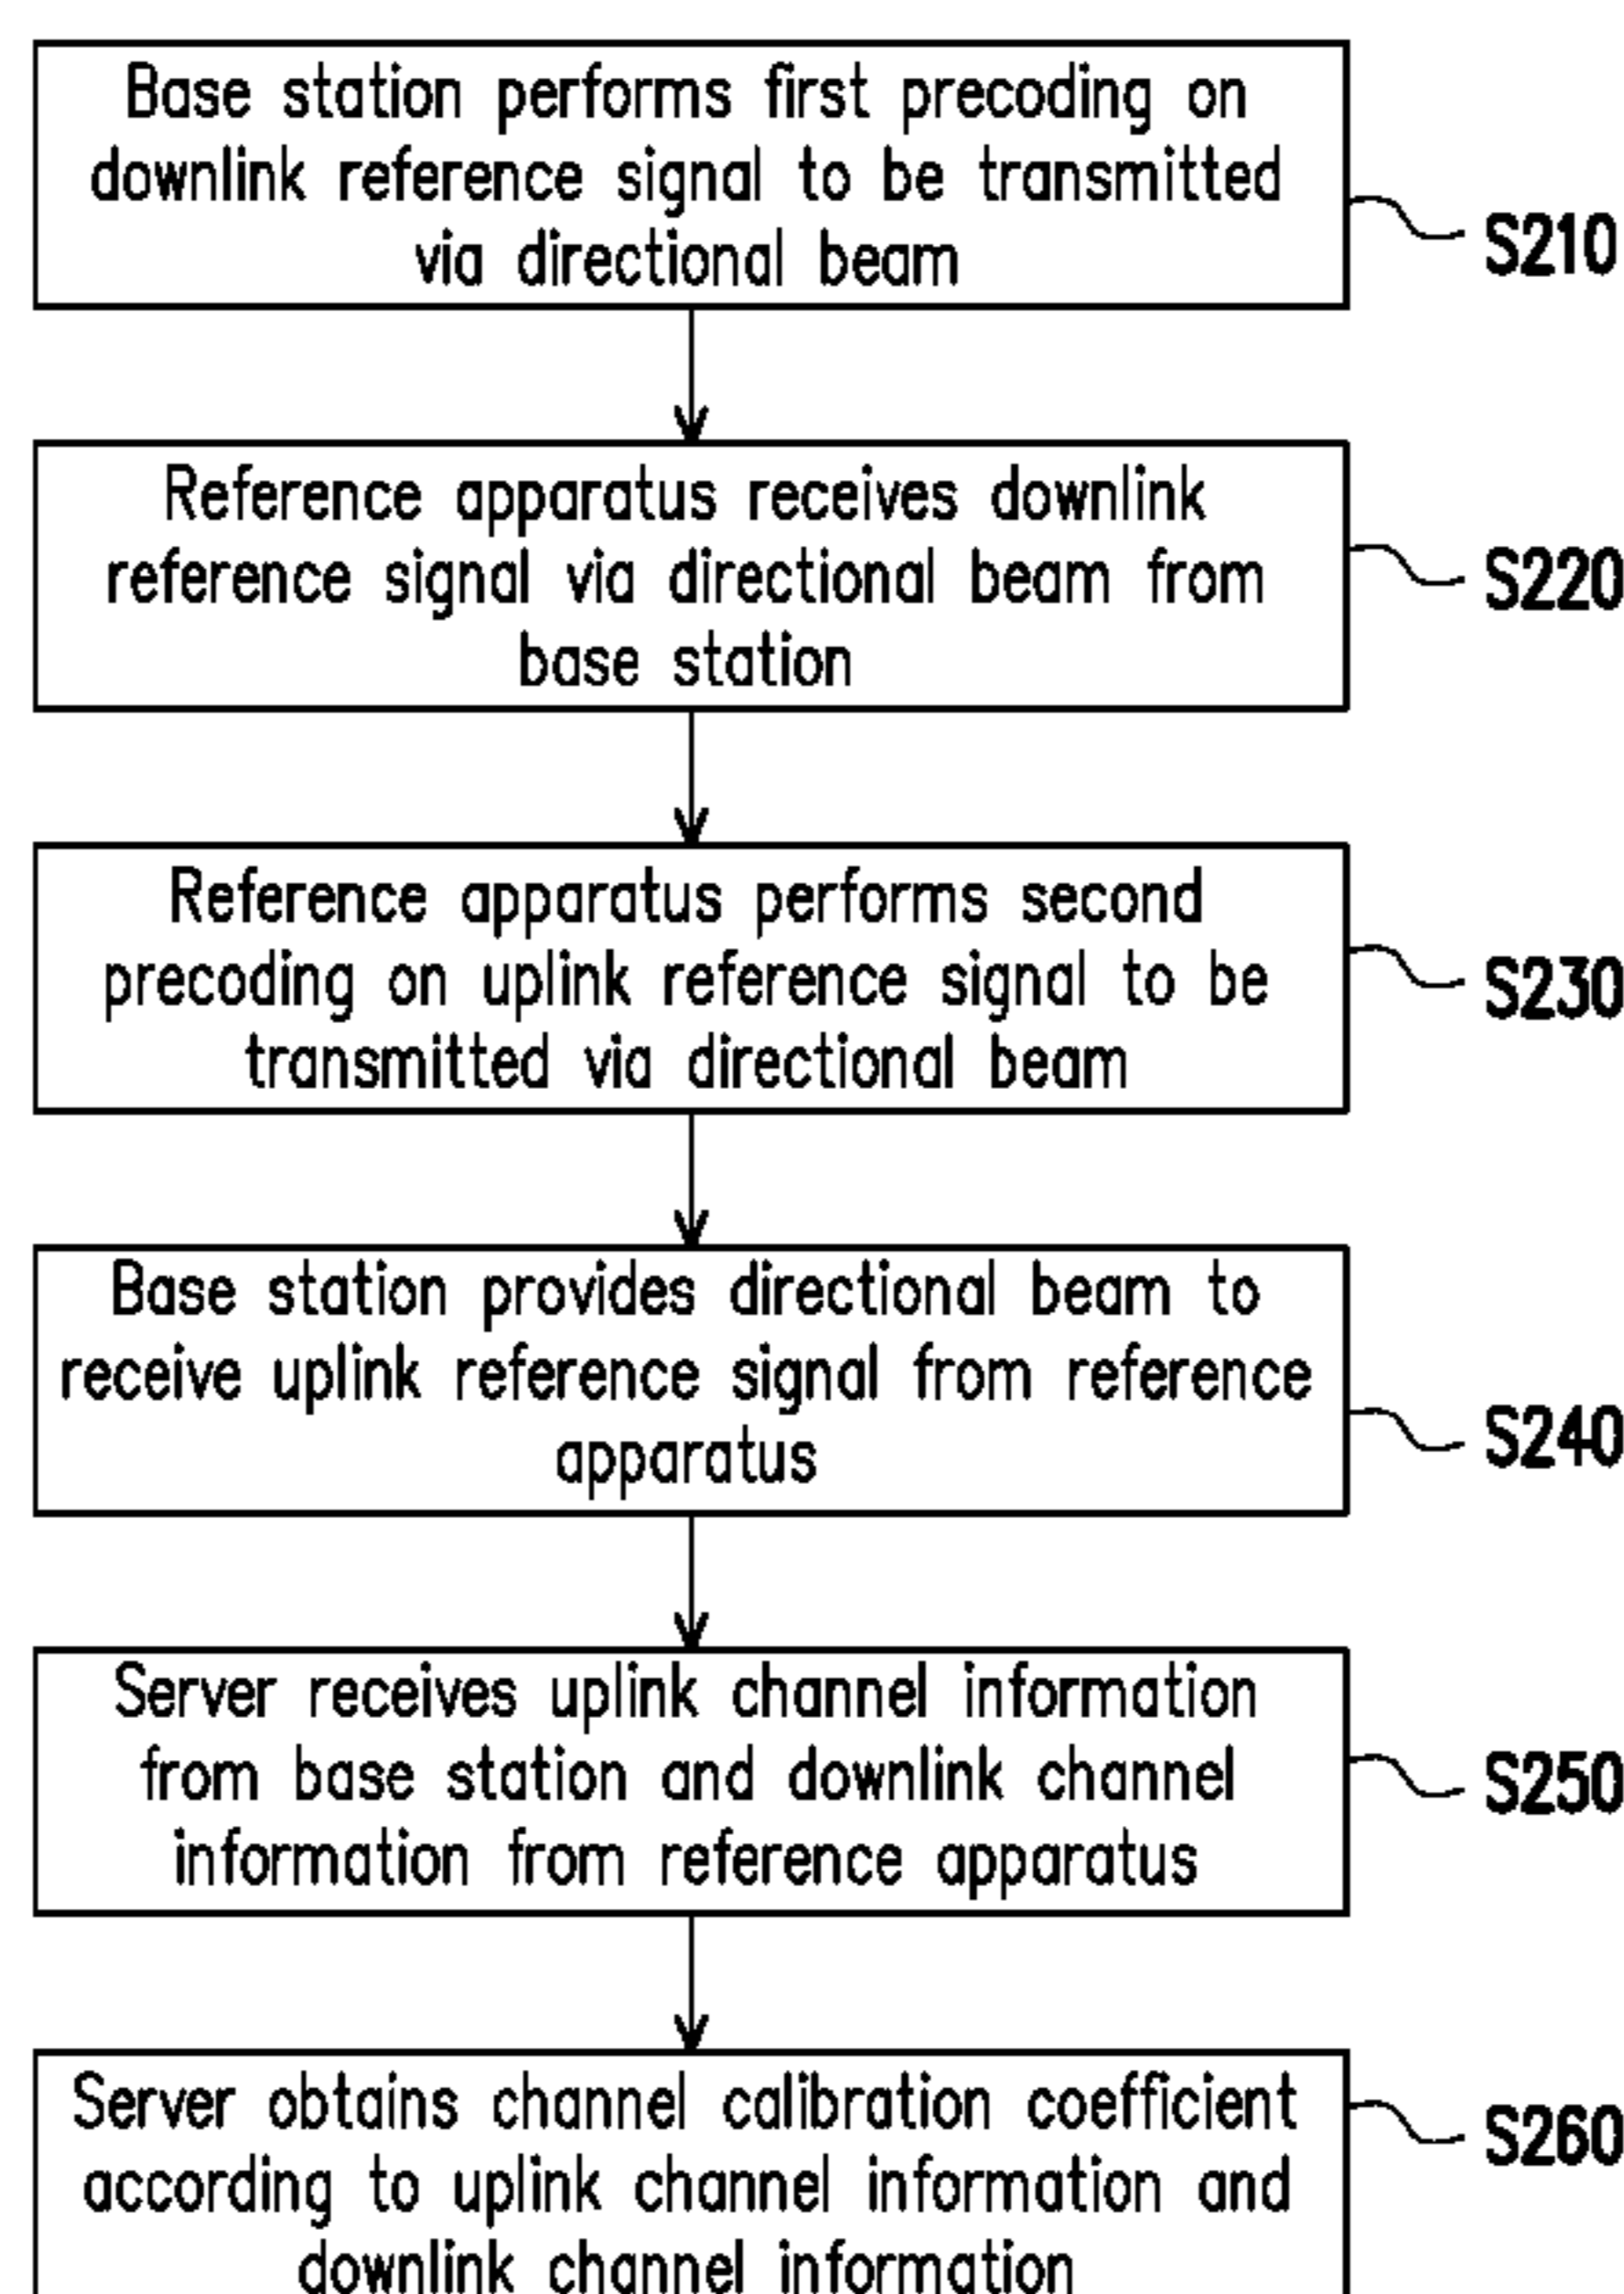 Base station performs first precoding on
downlink reference signal to be transmitted
via directional beam
S210
Reference apparatus receives downlink
reference signal via directional beam from
base station
S220
Reference apparatus performs second
precoding on uplink reference signal to be
transmitted via directional beam
S230
Base station provides directional beam to
receive uplink reference signal from reference
apparatus
S240
Server receives uplink channel information
from base station and downlink channel
information from reference apparatus
S250
Server obtains channel calibration coefficient
according to uplink channel information and
downlink channel information
S260